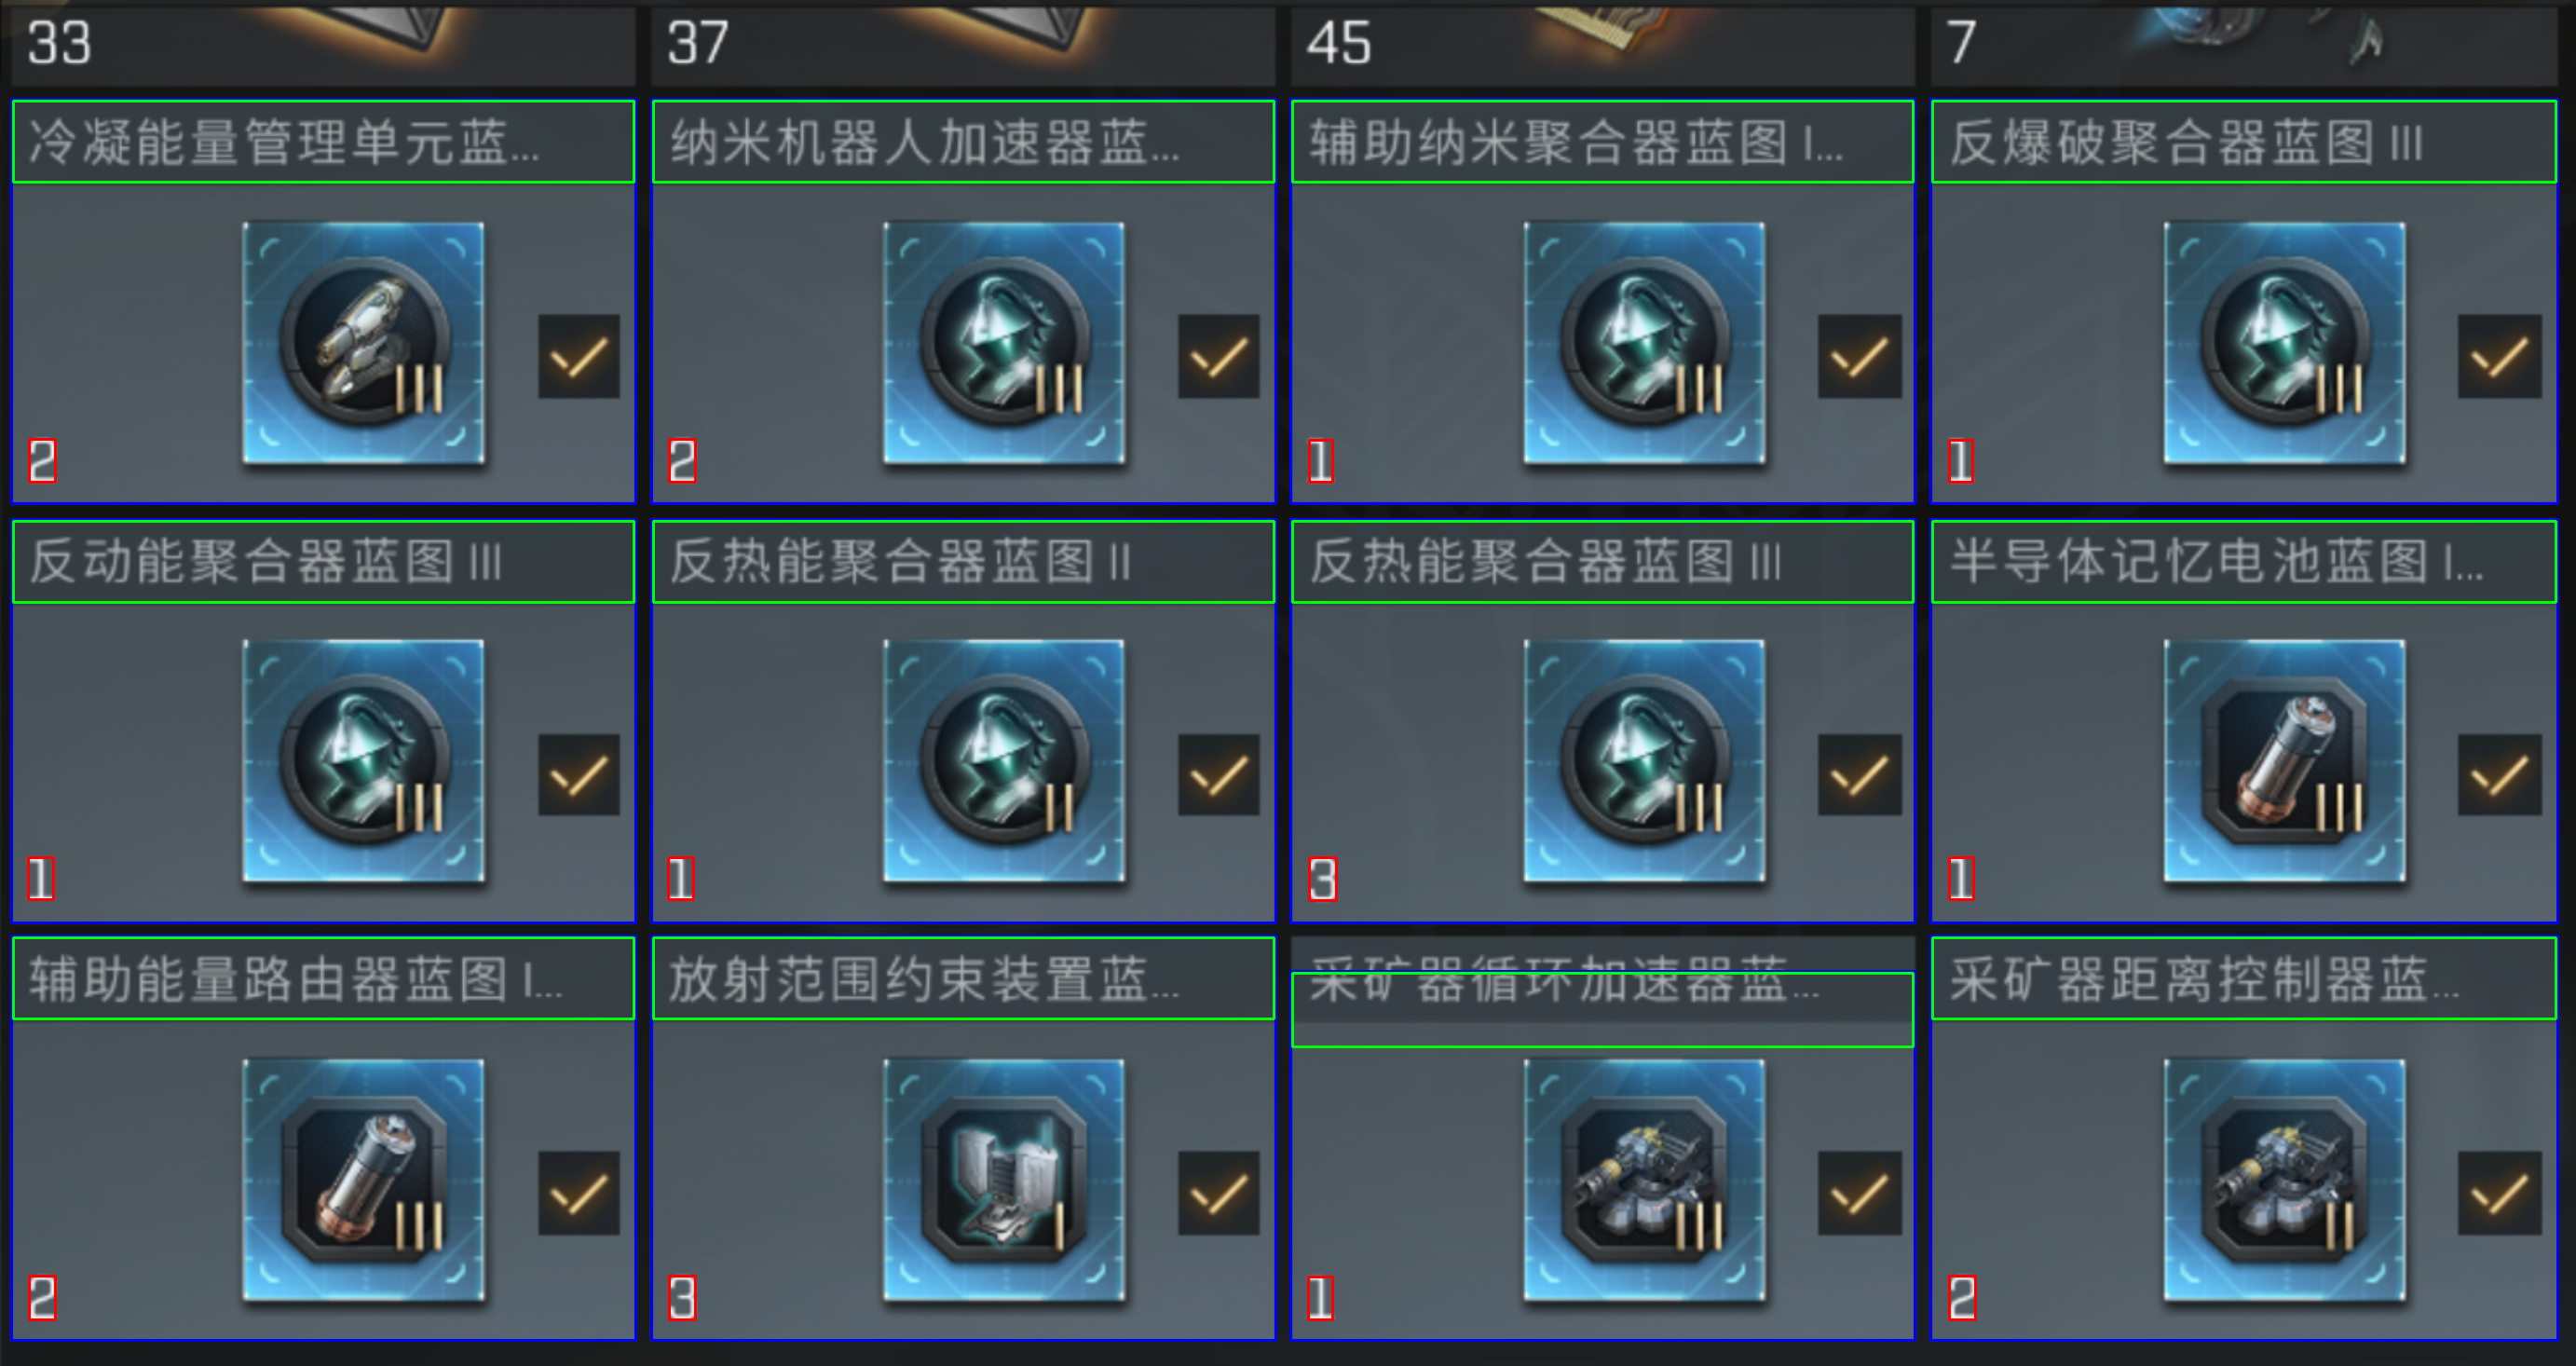 33 37 45 7
冷凝能量管理单元蓝... 纳米机器人加速器蓝... 辅助纳米聚合器蓝图 I... 反爆破聚合器蓝图 III
2 2 1 1
反动能聚合器蓝图 III 反热能聚合器蓝图 II 反热能聚合器蓝图 III 半导体记忆电池蓝图 I...
1 1 3 1
辅助能量路由器蓝图 I... 放射范围约束装置蓝... 采矿器循环加速器蓝... 采矿器距离控制器蓝...
2 3 1 2